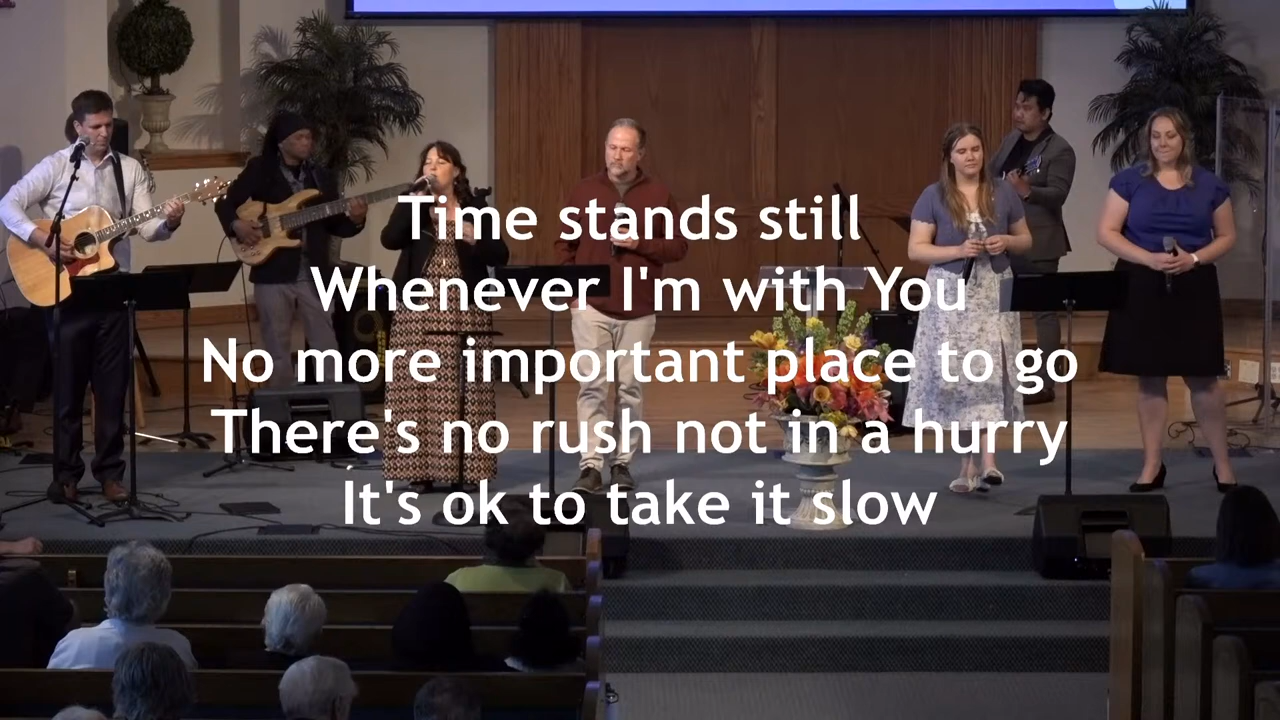 Time stands still
Whenever I'm with You
No more important place to go
There's no rush not in a hurry
It's ok to take it slow